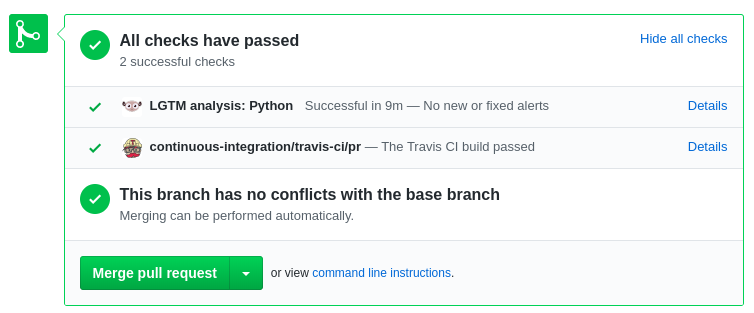 All checks have passed
Hide all checks
2 successful checks
LGTM analysis: Python Successful in 9m — No new or fixed alerts
Details
continuous-integration/travis-ci/pr — The Travis CI build passed
Details
This branch has no conflicts with the base branch
Merging can be performed automatically.
Merge pull request
or view command line instructions.